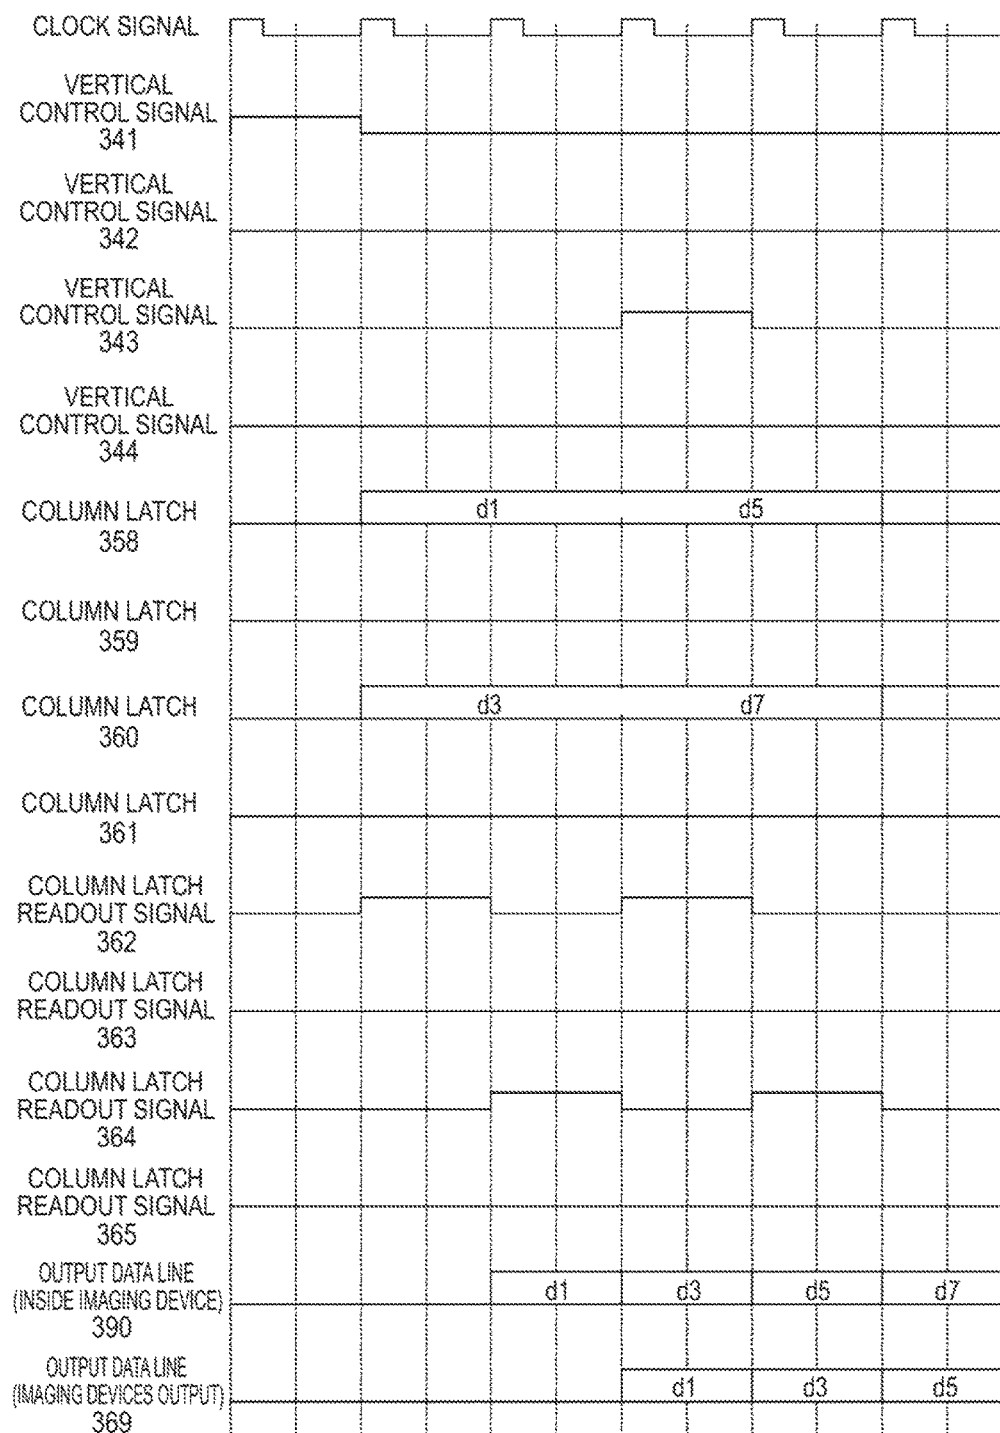 CLOCK SIGNAL
VERTICAL
CONTROL SIGNAL
341
VERTICAL
CONTROL SIGNAL
342
VERTICAL
CONTROL SIGNAL
343
VERTICAL
CONTROL SIGNAL
344
COLUMN LATCH
358
d1 d5
COLUMN LATCH
359
COLUMN LATCH
360
d3 d7
COLUMN LATCH
361
COLUMN LATCH
READOUT SIGNAL
362
COLUMN LATCH
READOUT SIGNAL
363
COLUMN LATCH
READOUT SIGNAL
364
COLUMN LATCH
READOUT SIGNAL
365
OUTPUT DATA LINE
(INSIDE IMAGING DEVICE)
390
d1 d3 d5 d7
OUTPUT DATA LINE
(IMAGING DEVICES OUTPUT)
369
d1 d3 d5